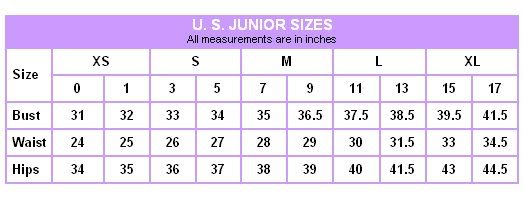 U. S. JUNIOR SIZES
All measurements are in inches
Size XS S M L XL
0 1 3 5 7 9 11 13 15 17
Bust 31 32 33 34 35 36.5 37.5 38.5 39.5 41.5
Waist 24 25 26 27 28 29 30 31.5 33 34.5
Hips 34 35 36 37 38 39 40 41.5 43 44.5